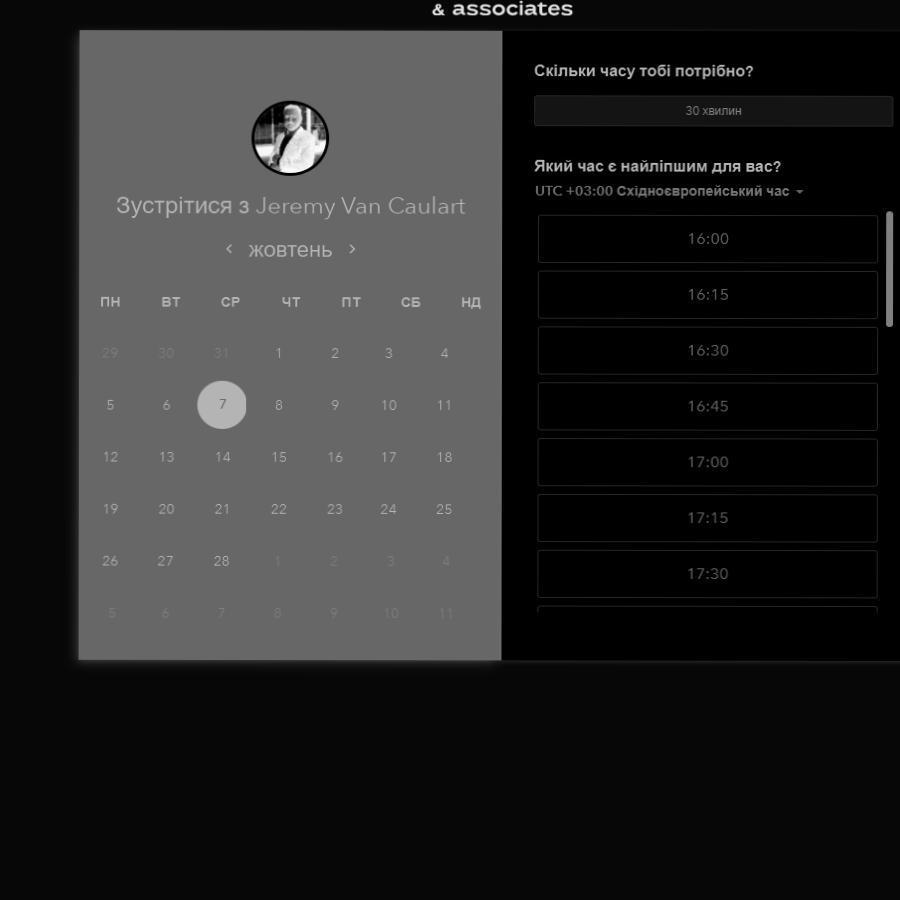 & associates
Зустрітися з Jeremy Van Caulart
жовтень
ПН ВТ СР ЧТ ПТ СБ НД
29 30 31 1 2 3 4
5 6 7 8 9 10 11
12 13 14 15 16 17 18
19 20 21 22 23 24 25
26 27 28 1 2 3 4
5 6 7 8 9 10 11
Скільки часу тобі потрібно?
30 хвилин
Який час є найліпшим для вас?
UTC +03:00 Східноєвропейський час
16:00
16:15
16:30
16:45
17:00
17:15
17:30